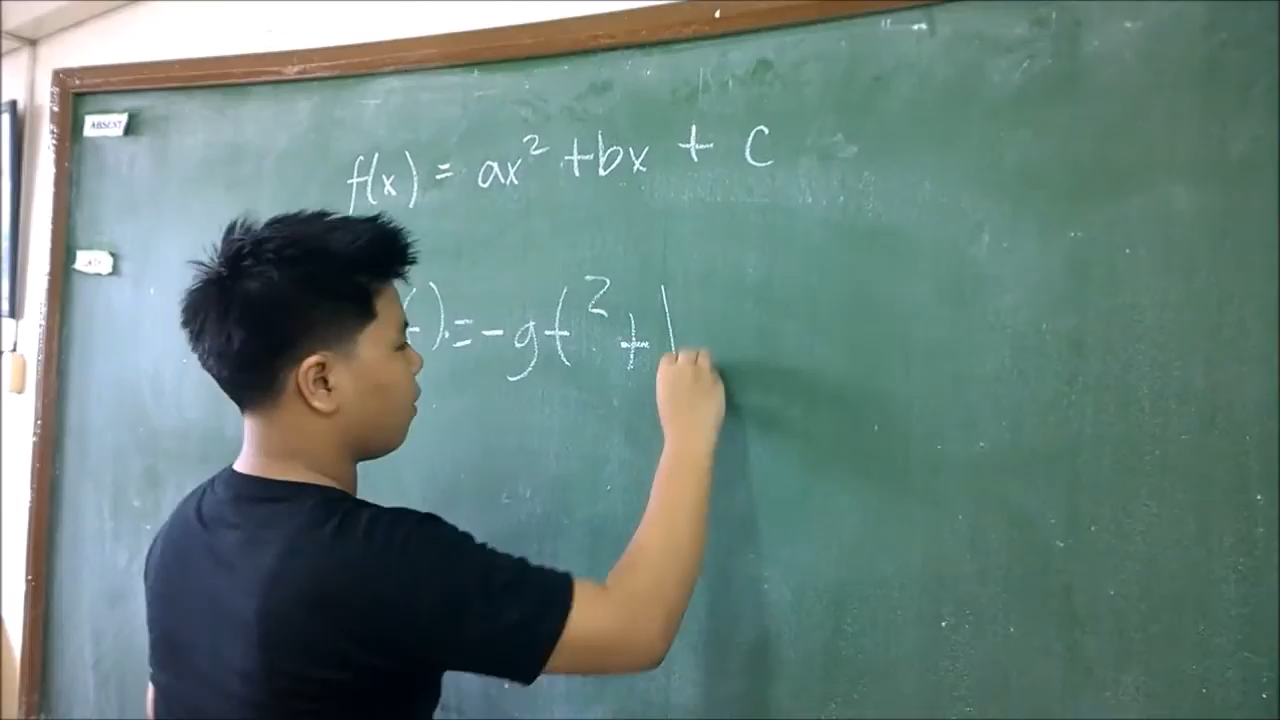 ABSENT
f(x) = ax² + bx + c
) = -gt² +